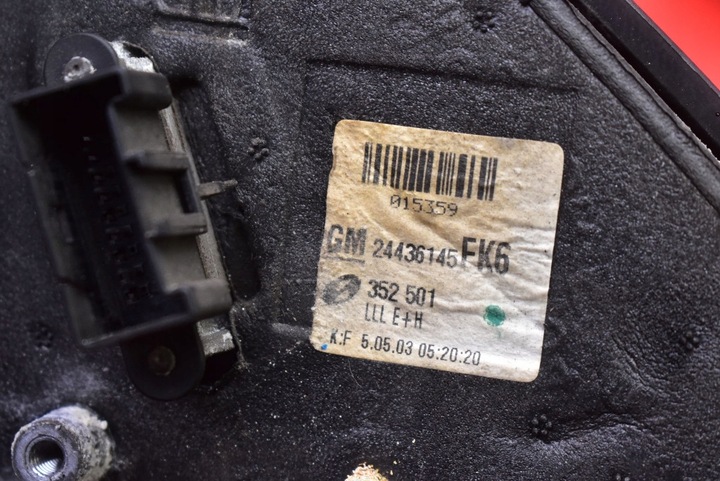 015359
GM 24436145 FK6
352 501
LLL E+H
K:F 5.05.03 05:20:20